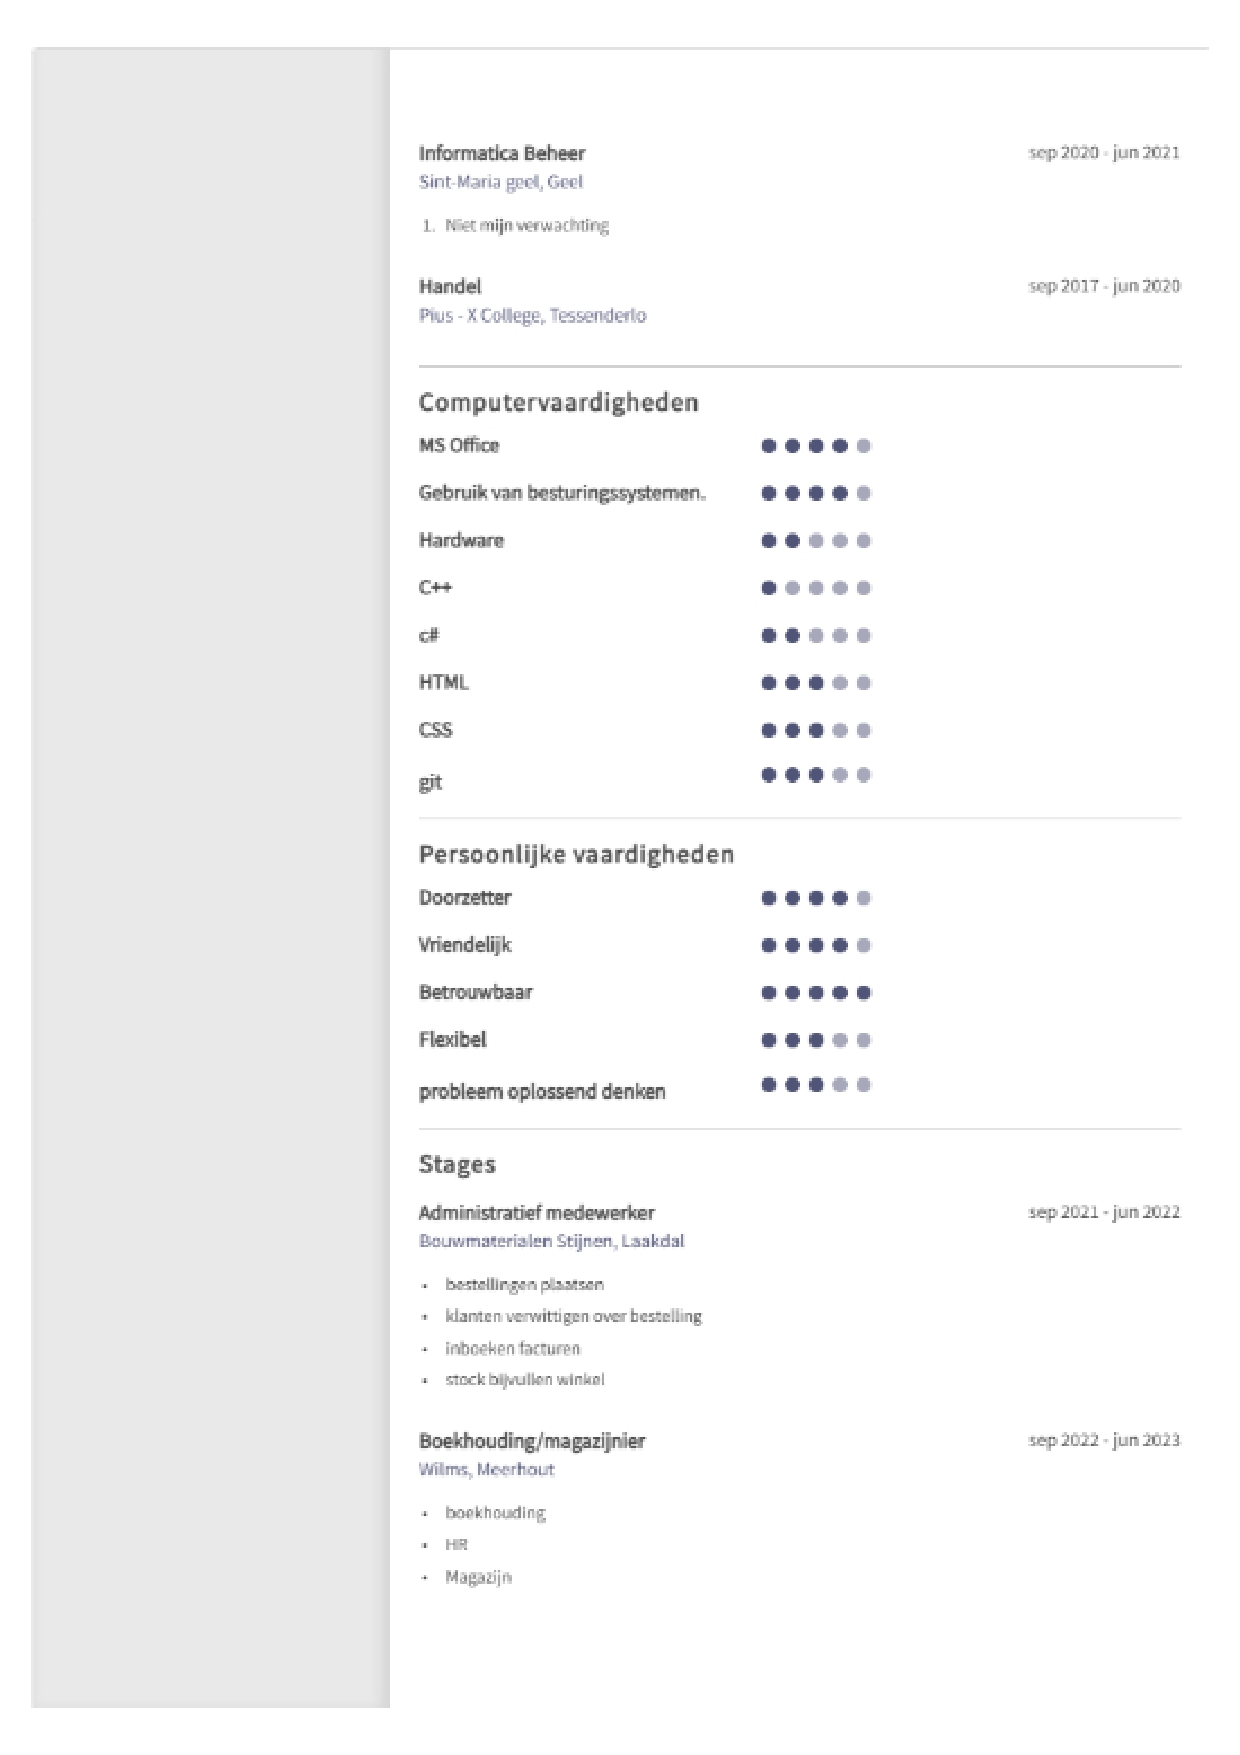 Informatica Beheer sep 2020 - jun 2021
Sint-Maria geel, Geel
1. Niet mijn verwachting
Handel sep 2017 - jun 2020
Pius - X College, Tessenderlo
Computervaardigheden
MS Office
Gebruik van besturingssystemen.
Hardware
C++
c#
HTML
CSS
git
Persoonlijke vaardigheden
Doorzetter
Vriendelijk
Betrouwbaar
Flexibel
probleem oplossend denken
Stages
Administratief medewerker sep 2021 - jun 2022
Bouwmaterialen Stijnen, Laakdal
• bestellingen plaatsen
• klanten verwittigen over bestelling
• inboeken facturen
• stock bijvullen winkel
Boekhouding/magazijnier sep 2022 - jun 2023
Wilms, Meerhout
• boekhouding
• HR
• Magazijn